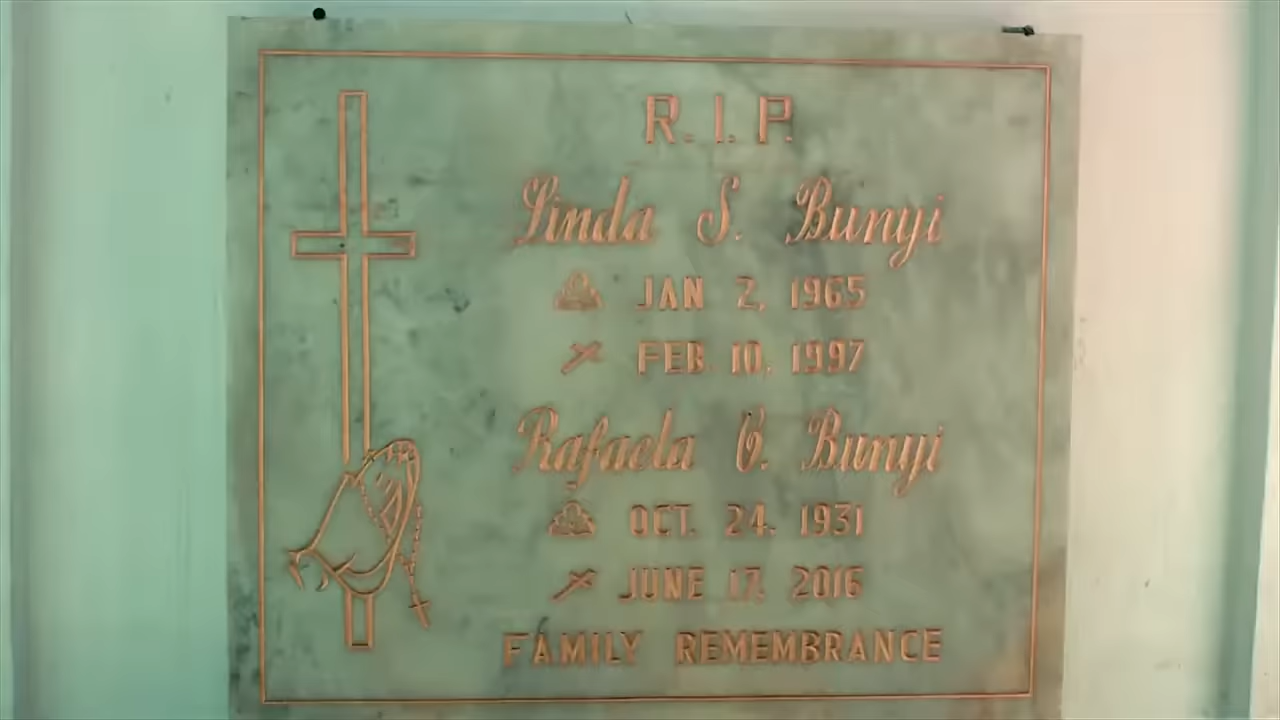 R. I. P.
Linda S. Bunyi
JAN 2, 1965
FEB. 10, 1997
Rafaela O. Bunyi
OCT. 24, 1931
JUNE 17, 2016
FAMILY REMEMBRANCE